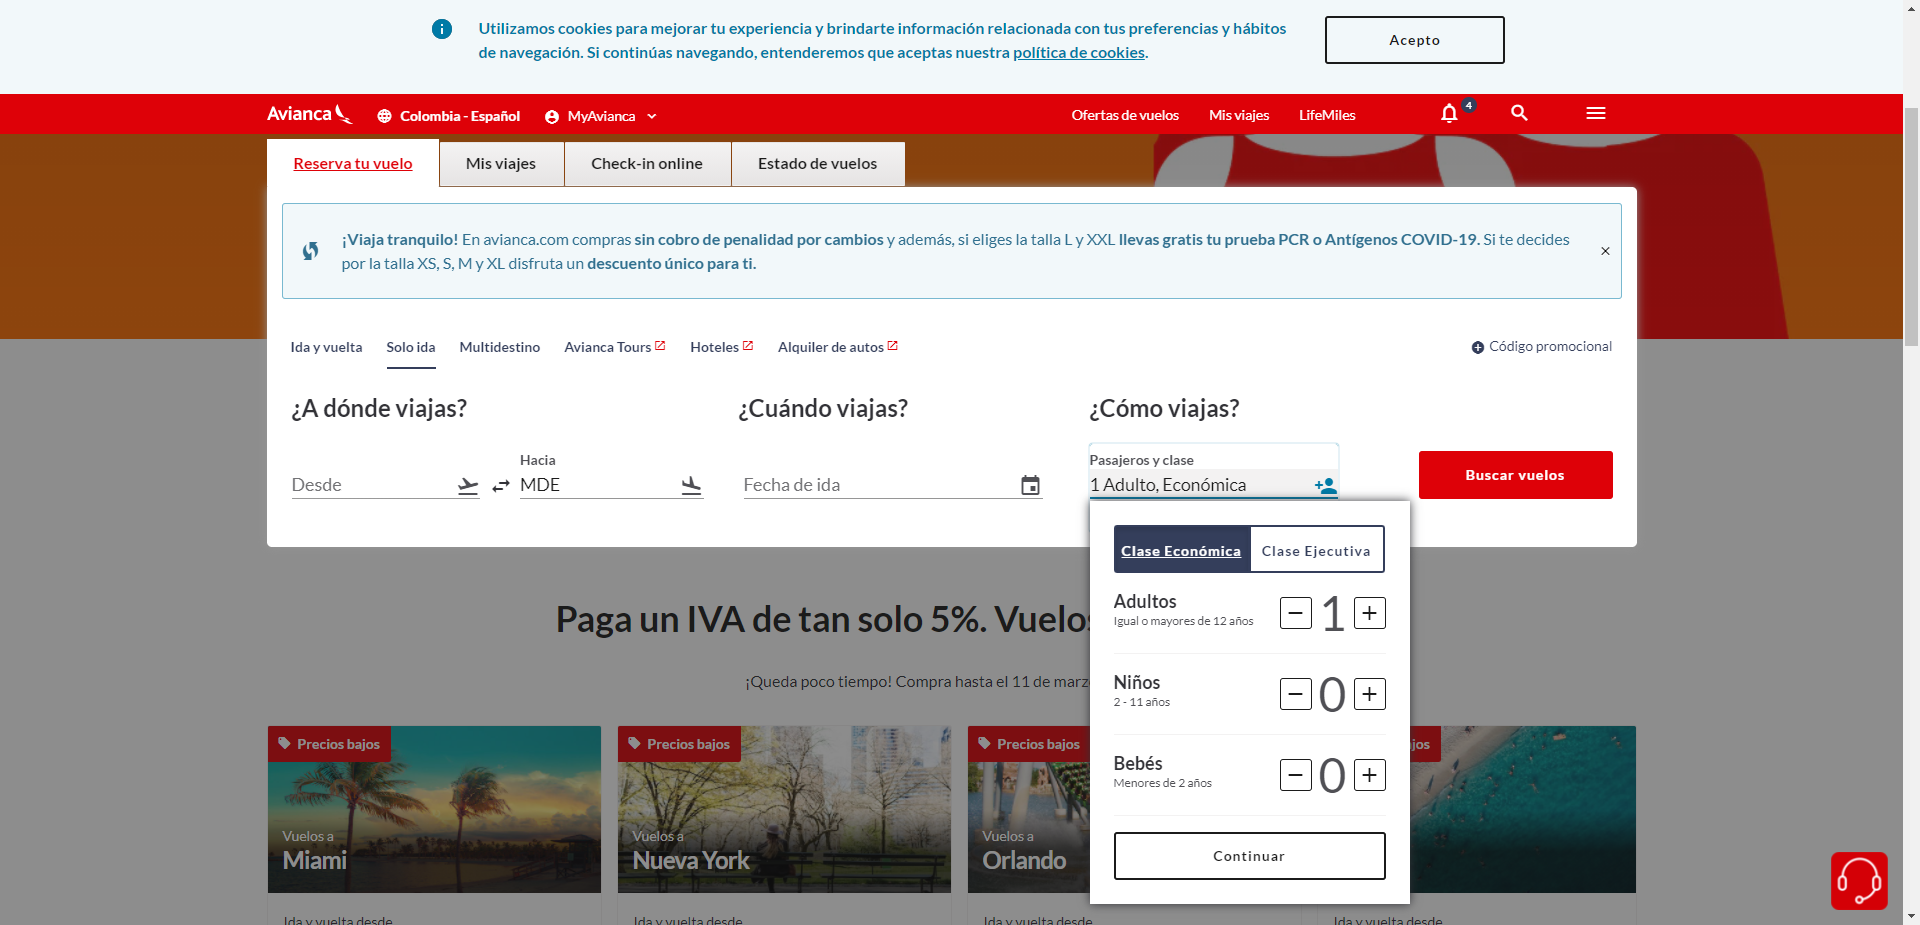 Utilizamos cookies para mejorar tu experiencia y brindarte información relacionada con tus preferencias y hábitos
de navegación. Si continúas navegando, entenderemos que aceptas nuestra política de cookies.
Acepto
Avianca
Colombia - Español
MyAvianca
Ofertas de vuelos
Mis viajes
LifeMiles
4
Reserva tu vuelo
Mis viajes
Check-in online
Estado de vuelos
¡Viaja tranquilo! En avianca.com compras sin cobro de penalidad por cambios y además, si eliges la talla L y XXL llevas gratis tu prueba PCR o Antígenos COVID-19. Si te decides
por la talla XS, S, M y XL disfruta un descuento único para ti.
Ida y vuelta
Solo ida
Multidestino
Avianca Tours
Hoteles
Alquiler de autos
Código promocional
¿A dónde viajas?
¿Cuándo viajas?
¿Cómo viajas?
Desde
Hacia
MDE
Fecha de ida
Pasajeros y clase
1 Adulto, Económica
Buscar vuelos
Clase Económica
Clase Ejecutiva
Adultos
Igual o mayores de 12 años
1
Niños
2 - 11 años
0
Bebés
Menores de 2 años
0
Continuar
Paga un IVA de tan solo 5%. Vuelos
¡Queda poco tiempo! Compra hasta el 11 de marzo
Precios bajos
Vuelos a
Miami
Ida y vuelta desde
Precios bajos
Vuelos a
Nueva York
Ida y vuelta desde
Precios bajos
Vuelos a
Orlando
Ida y vuelta desde
Ida y vuelta desde